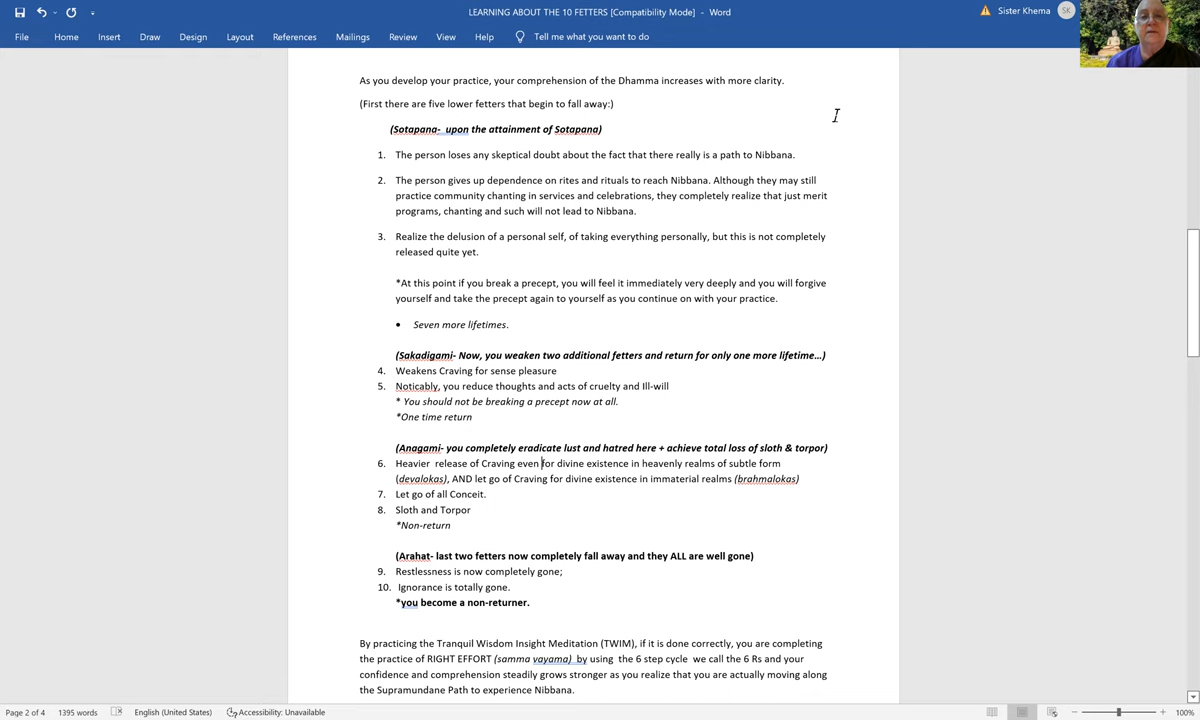 LEARNING ABOUT THE 10 FETTERS [Compatibility Mode] - Word
Sister Khema SK
File Home Insert Draw Design Layout References Mailings Review View Help Tell me what you want to do
As you develop your practice, your comprehension of the Dhamma increases with more clarity.
(First there are five lower fetters that begin to fall away:)
(Sotapana- upon the attainment of Sotapana)
1. The person loses any skeptical doubt about the fact that there really is a path to Nibbana.
2. The person gives up dependence on rites and rituals to reach Nibbana. Although they may still
practice community chanting in services and celebrations, they completely realize that just merit
programs, chanting and such will not lead to Nibbana.
3. Realize the delusion of a personal self, of taking everything personally, but this is not completely
released quite yet.
*At this point if you break a precept, you will feel it immediately very deeply and you will forgive
yourself and take the precept again to yourself as you continue on with your practice.
• Seven more lifetimes.
(Sakadigami- Now, you weaken two additional fetters and return for only one more lifetime...)
4. Weakens Craving for sense pleasure
5. Noticably, you reduce thoughts and acts of cruelty and Ill-will
* You should not be breaking a precept now at all.
*One time return
(Anagami- you completely eradicate lust and hatred here + achieve total loss of sloth & torpor)
6. Heavier release of Craving even for divine existence in heavenly realms of subtle form
(devalokas), AND let go of Craving for divine existence in immaterial realms (brahmalokas)
7. Let go of all Conceit.
8. Sloth and Torpor
*Non-return
(Arahat- last two fetters now completely fall away and they ALL are well gone)
9. Restlessness is now completely gone;
10. Ignorance is totally gone.
*you become a non-returner.
By practicing the Tranquil Wisdom Insight Meditation (TWIM), if it is done correctly, you are completing
the practice of RIGHT EFFORT (samma vayama) by using the 6 step cycle we call the 6 Rs and your
confidence and comprehension steadily grows stronger as you realize that you are actually moving along
the Supramundane Path to experience Nibbana.
Page 2 of 4 1395 words English (United States) Accessibility: Unavailable 100%